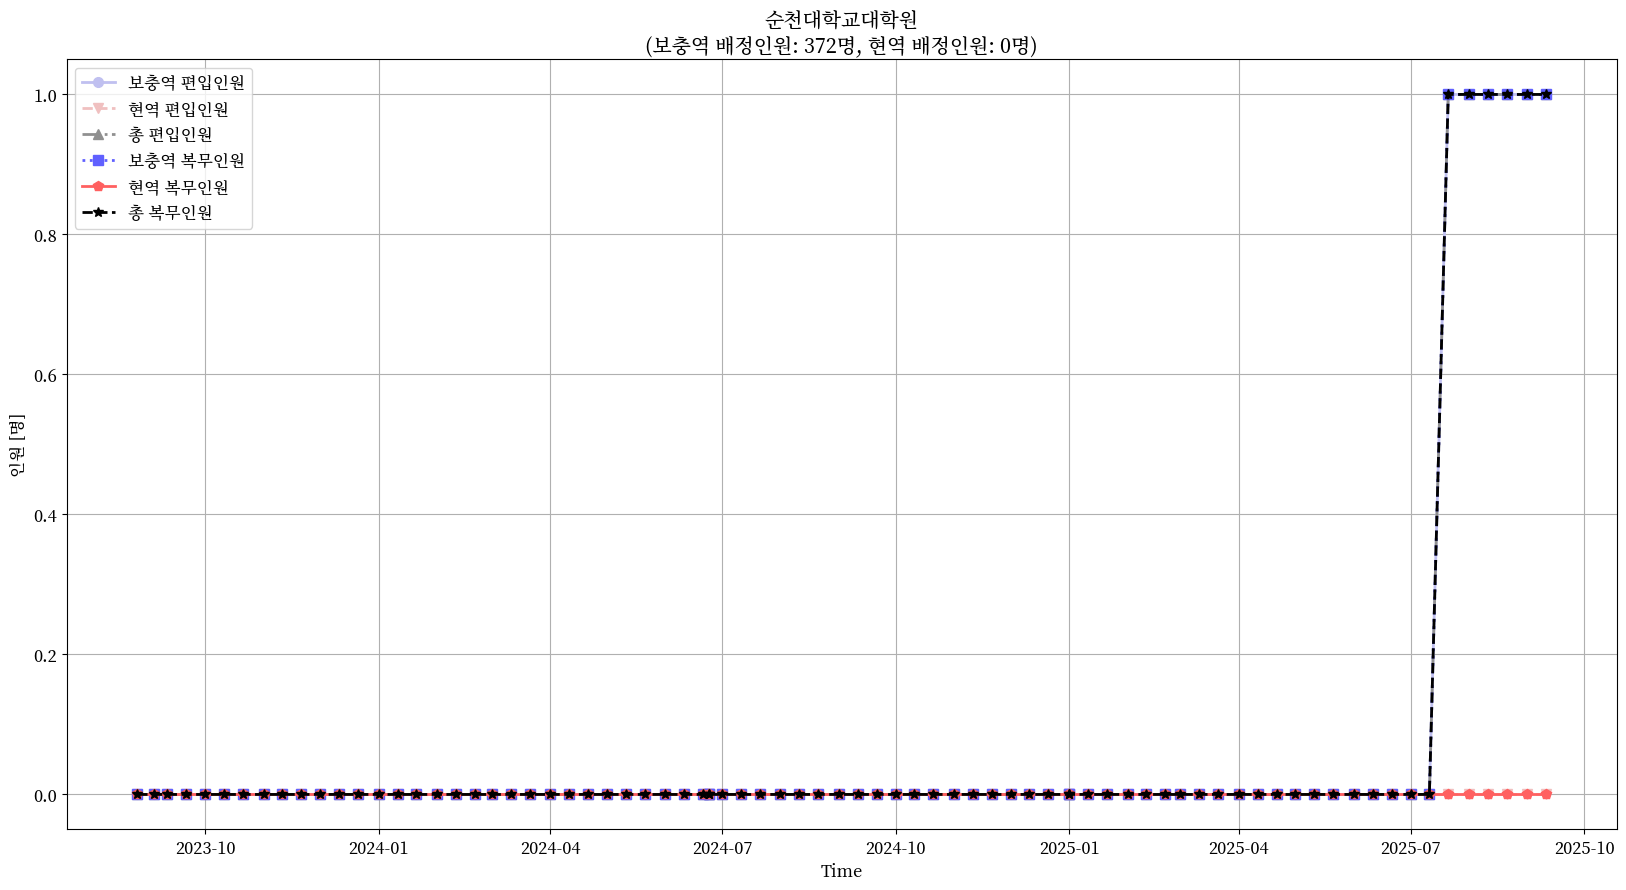 순천대학교대학원
(보충역 배정인원: 372명, 현역 배정인원: 0명)
보충역 편입인원
현역 편입인원
총 편입인원
보충역 복무인원
현역 복무인원
총 복무인원
1.0
0.8
0.6
0.4
0.2
0.0
인원 [명]
2023-10
2024-01
2024-04
2024-07
2024-10
2025-01
2025-04
2025-07
2025-10
Time